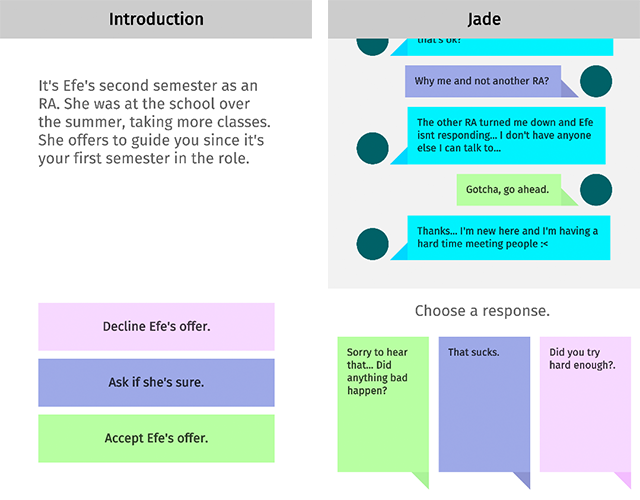 Introduction
It's Efe's second semester as an
RA. She was at the school over
the summer, taking more classes.
She offers to guide you since it's
your first semester in the role.
Decline Efe's offer.
Ask if she's sure.
Accept Efe's offer.
Jade
that's ok?
Why me and not another RA?
The other RA turned me down and Efe
isnt responding... I don't have anyone
else I can talk to...
Gotcha, go ahead.
Thanks... I'm new here and I'm having a
hard time meeting people :<
Choose a response.
Sorry to hear
that... Did
anything bad
happen?
That sucks.
Did you try
hard enough?.